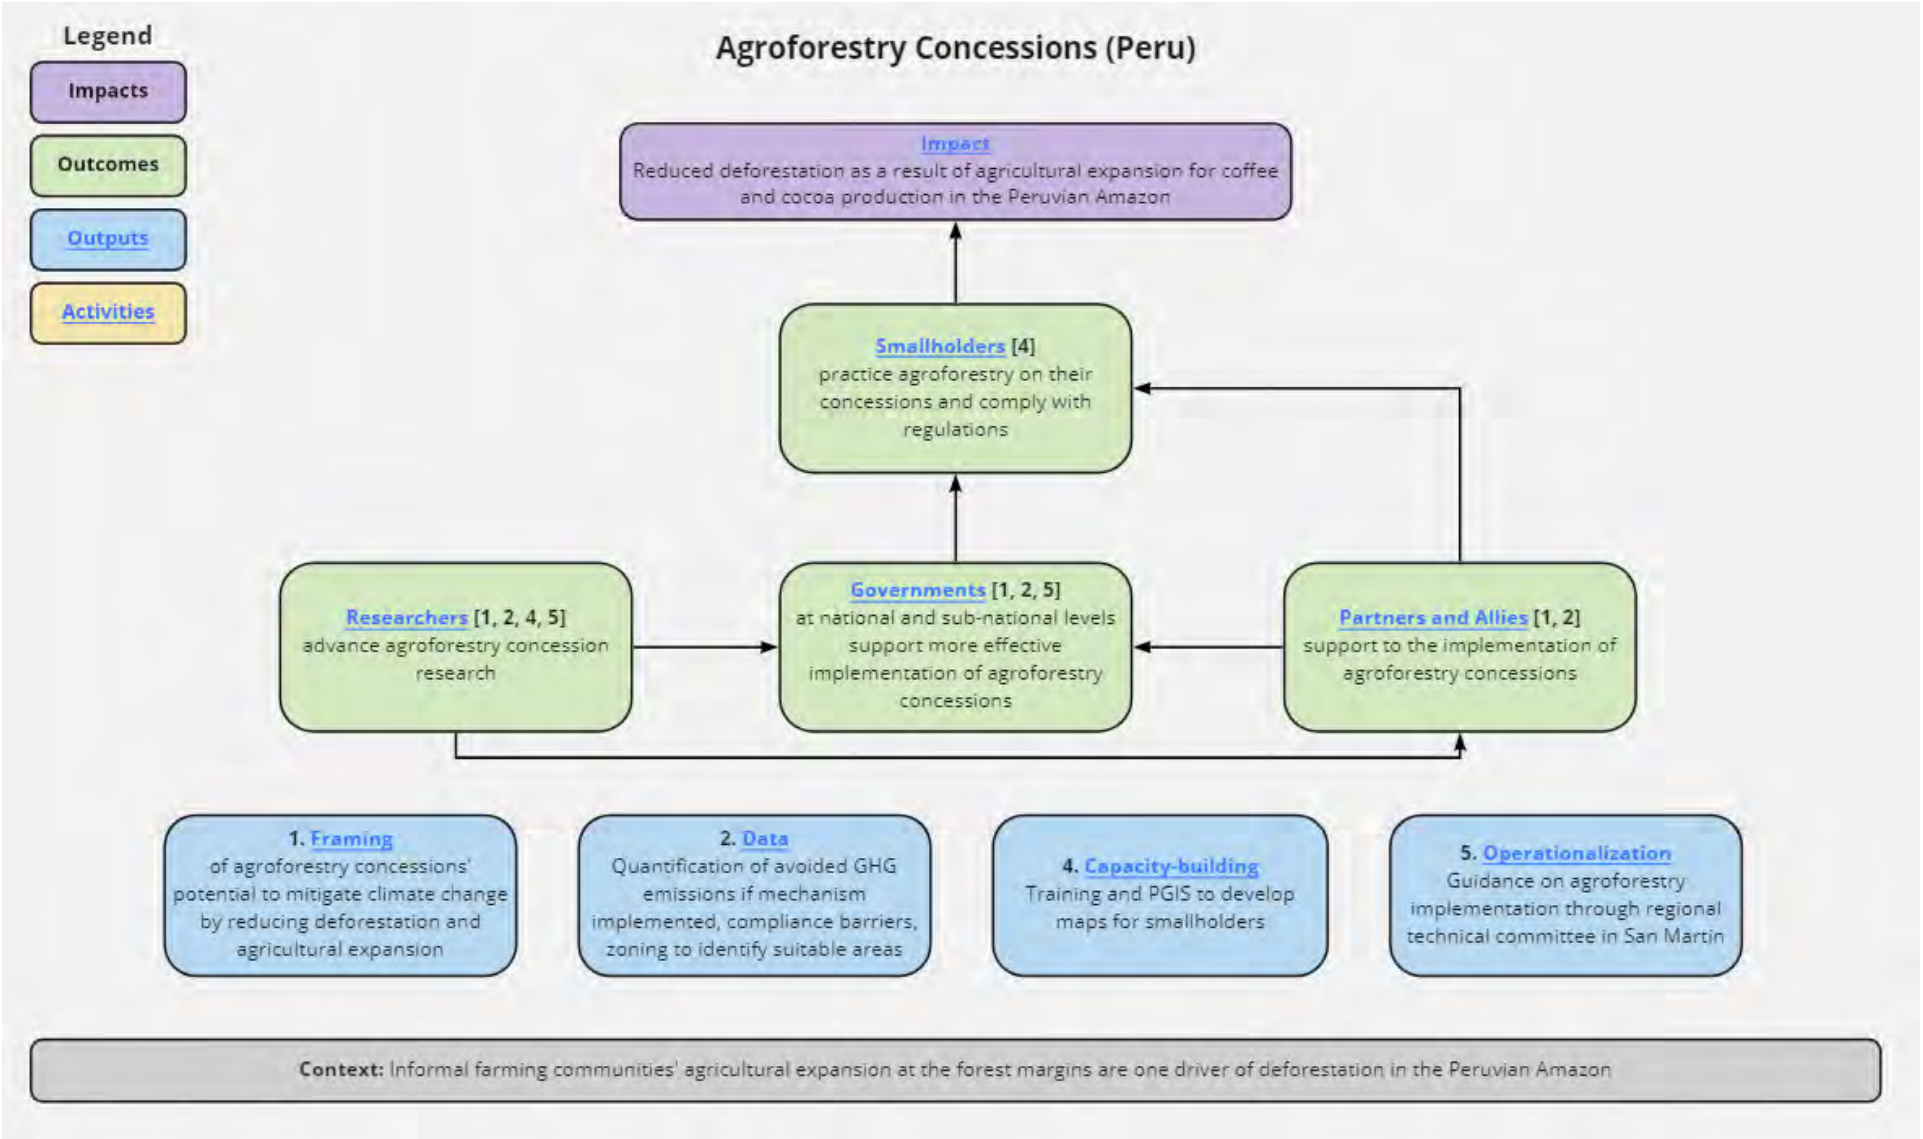 Legend
Impacts
Outcomes
Outputs
Activities
Agroforestry Concessions (Peru)
Impact
Reduced deforestation as a result of agricultural expansion for coffee
and cocoa production in the Peruvian Amazon
Smallholders [4]
practice agroforestry on their
concessions and comply with
regulations
Researchers [1, 2, 4, 5]
advance agroforestry concession
research
Governments [1, 2, 5]
at national and sub-national levels
support more effective
implementation of agroforestry
concessions
Partners and Allies [1, 2]
support to the implementation of
agroforestry concessions
1. Framing
of agroforestry concessions'
potential to mitigate climate change
by reducing deforestation and
agricultural expansion
2. Data
Quantification of avoided GHG
emissions if mechanism
implemented, compliance barriers,
zoning to identify suitable areas
4. Capacity-building
Training and PGIS to develop
maps for smallholders
5. Operationalization
Guidance on agroforestry
implementation through regional
technical committee in San Martin
Context: Informal farming communities' agricultural expansion at the forest margins are one driver of deforestation in the Peruvian Amazon